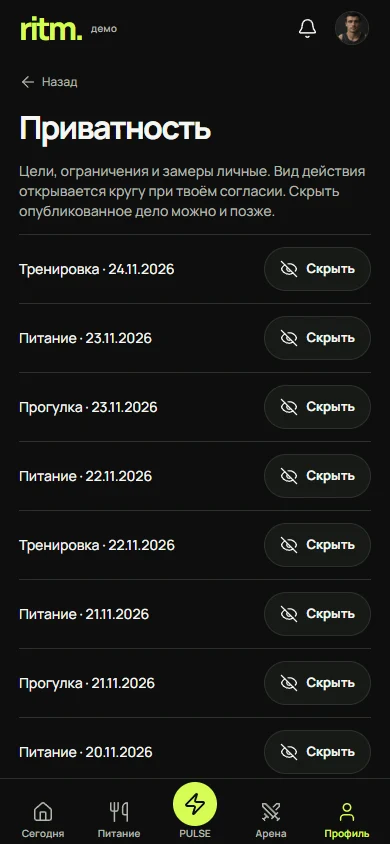 ritm. демо
Назад
Приватность
Цели, ограничения и замеры личные. Вид действия
открывается кругу при твоём согласии. Скрыть
опубликованное дело можно и позже.
Тренировка · 24.11.2026 Скрыть
Питание · 23.11.2026 Скрыть
Прогулка · 23.11.2026 Скрыть
Питание · 22.11.2026 Скрыть
Тренировка · 22.11.2026 Скрыть
Питание · 21.11.2026 Скрыть
Прогулка · 21.11.2026 Скрыть
Питание · 20.11.2026 Скрыть
Сегодня Питание PULSE Арена Профиль